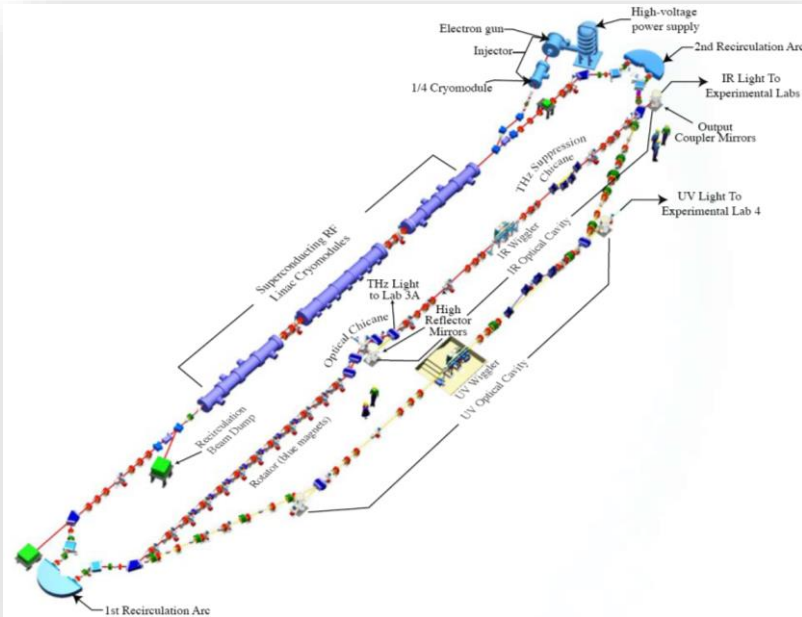 High-voltage
power supply
Electron gun
Injector
1/4 Cryomodule
2nd Recirculation Arc
IR Light To
Experimental Labs
Output
Coupler Mirrors
THz Suppression
Chicane
UV Light To
Experimental Lab 4
Superconducting RF
Linac Cryomodules
IR Wiggler
IR Optical Cavity
THz Light
to Lab 3A
Optical Chicane
High
Reflector
Mirrors
UV Wiggler
UV Optical Cavity
Recirculation
Beam Dump
Rotator (blue magnets)
1st Recirculation Arc